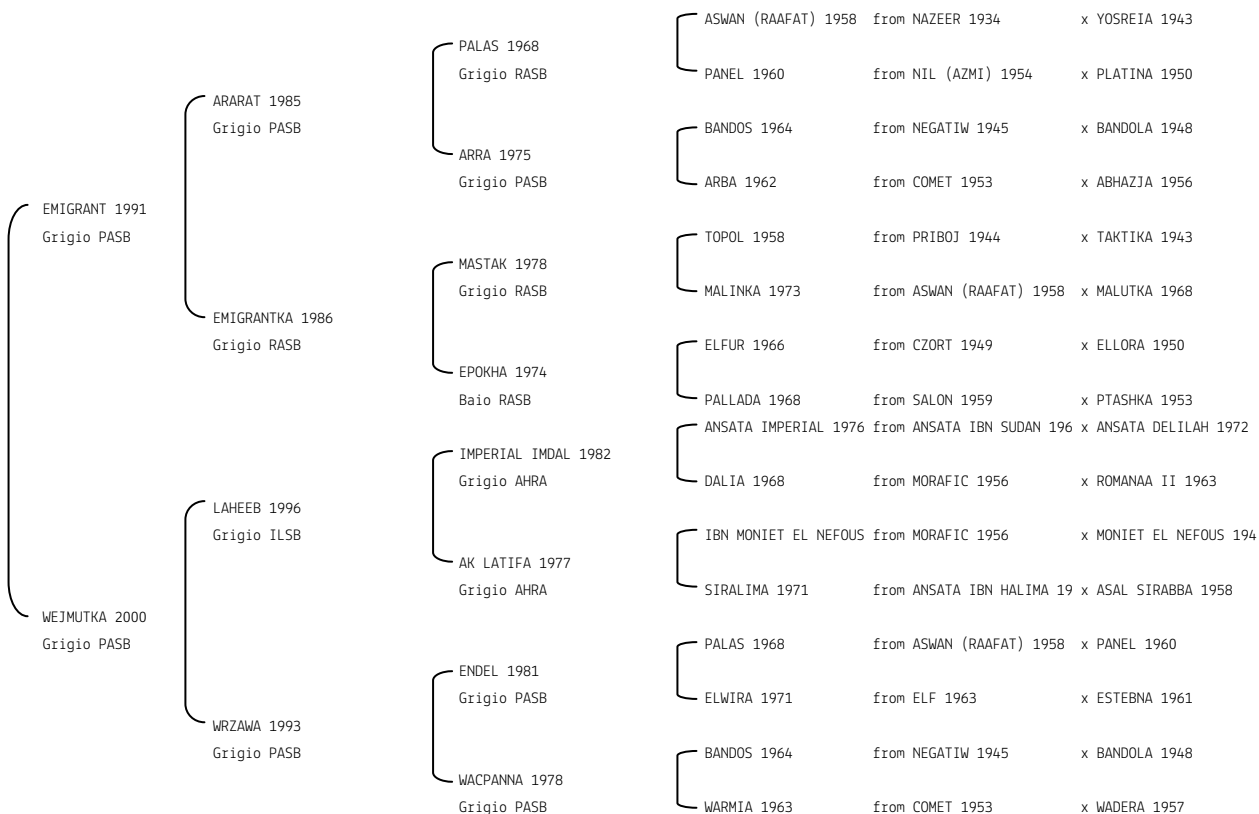 ASWAN (RAAFAT) 1958 from NAZEER 1934 x YOSREIA 1943
PALAS 1968
Grigio RASB
PANEL 1960 from NIL (AZMI) 1954 x PLATINA 1950
ARARAT 1985
Grigio PASB
BANDOS 1964 from NEGATIW 1945 x BANDOLA 1948
ARRA 1975
Grigio PASB
ARBA 1962 from COMET 1953 x ABHAZJA 1956
EMIGRANT 1991
Grigio PASB
TOPOL 1958 from PRIBOJ 1944 x TAKTIKA 1943
MASTAK 1978
Grigio RASB
MALINKA 1973 from ASWAN (RAAFAT) 1958 x MALUTKA 1968
EMIGRANTKA 1986
Grigio RASB
ELFUR 1966 from CZORT 1949 x ELLORA 1950
EPOKHA 1974
Baio RASB
PALLADA 1968 from SALON 1959 x PTASHKA 1953
ANSATA IMPERIAL 1976 from ANSATA IBN SUDAN 196 x ANSATA DELILAH 1972
IMPERIAL IMDAL 1982
Grigio AHRA
DALIA 1968 from MORAFIC 1956 x ROMANAA II 1963
LAHEEB 1996
Grigio ILSB
IBN MONIET EL NEFOUS from MORAFIC 1956 x MONIET EL NEFOUS 194
AK LATIFA 1977
Grigio AHRA
SIRALIMA 1971 from ANSATA IBN HALIMA 19 x ASAL SIRABBA 1958
WEJMUTKA 2000
Grigio PASB
PALAS 1968 from ASWAN (RAAFAT) 1958 x PANEL 1960
ENDEL 1981
Grigio PASB
ELWIRA 1971 from ELF 1963 x ESTEBNA 1961
WRZAWA 1993
Grigio PASB
BANDOS 1964 from NEGATIW 1945 x BANDOLA 1948
WACPANNA 1978
Grigio PASB
WARMIA 1963 from COMET 1953 x WADERA 1957